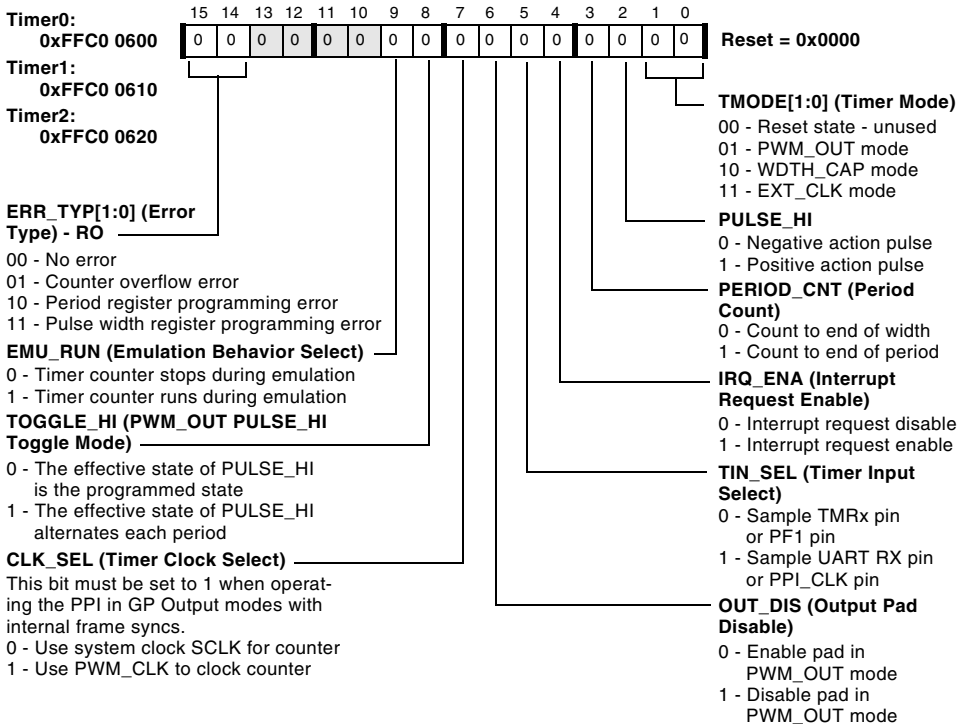 Timer0:
0xFFC0 0600
Timer1:
0xFFC0 0610
Timer2:
0xFFC0 0620
15 14 13 12 11 10 9 8 7 6 5 4 3 2 1 0
0 0 0 0 0 0 0 0 0 0 0 0 0 0 0 0
Reset = 0x0000
ERR_TYP[1:0] (Error
Type) - RO
00 - No error
01 - Counter overflow error
10 - Period register programming error
11 - Pulse width register programming error
EMU_RUN (Emulation Behavior Select)
0 - Timer counter stops during emulation
1 - Timer counter runs during emulation
TOGGLE_HI (PWM_OUT PULSE_HI
Toggle Mode)
0 - The effective state of PULSE_HI
is the programmed state
1 - The effective state of PULSE_HI
alternates each period
CLK_SEL (Timer Clock Select)
This bit must be set to 1 when operat-
ing the PPI in GP Output modes with
internal frame syncs.
0 - Use system clock SCLK for counter
1 - Use PWM_CLK to clock counter
TMODE[1:0] (Timer Mode)
00 - Reset state - unused
01 - PWM_OUT mode
10 - WDTH_CAP mode
11 - EXT_CLK mode
PULSE_HI
0 - Negative action pulse
1 - Positive action pulse
PERIOD_CNT (Period
Count)
0 - Count to end of width
1 - Count to end of period
IRQ_ENA (Interrupt
Request Enable)
0 - Interrupt request disable
1 - Interrupt request enable
TIN_SEL (Timer Input
Select)
0 - Sample TMRx pin
or PF1 pin
1 - Sample UART RX pin
or PPI_CLK pin
OUT_DIS (Output Pad
Disable)
0 - Enable pad in
PWM_OUT mode
1 - Disable pad in
PWM_OUT mode